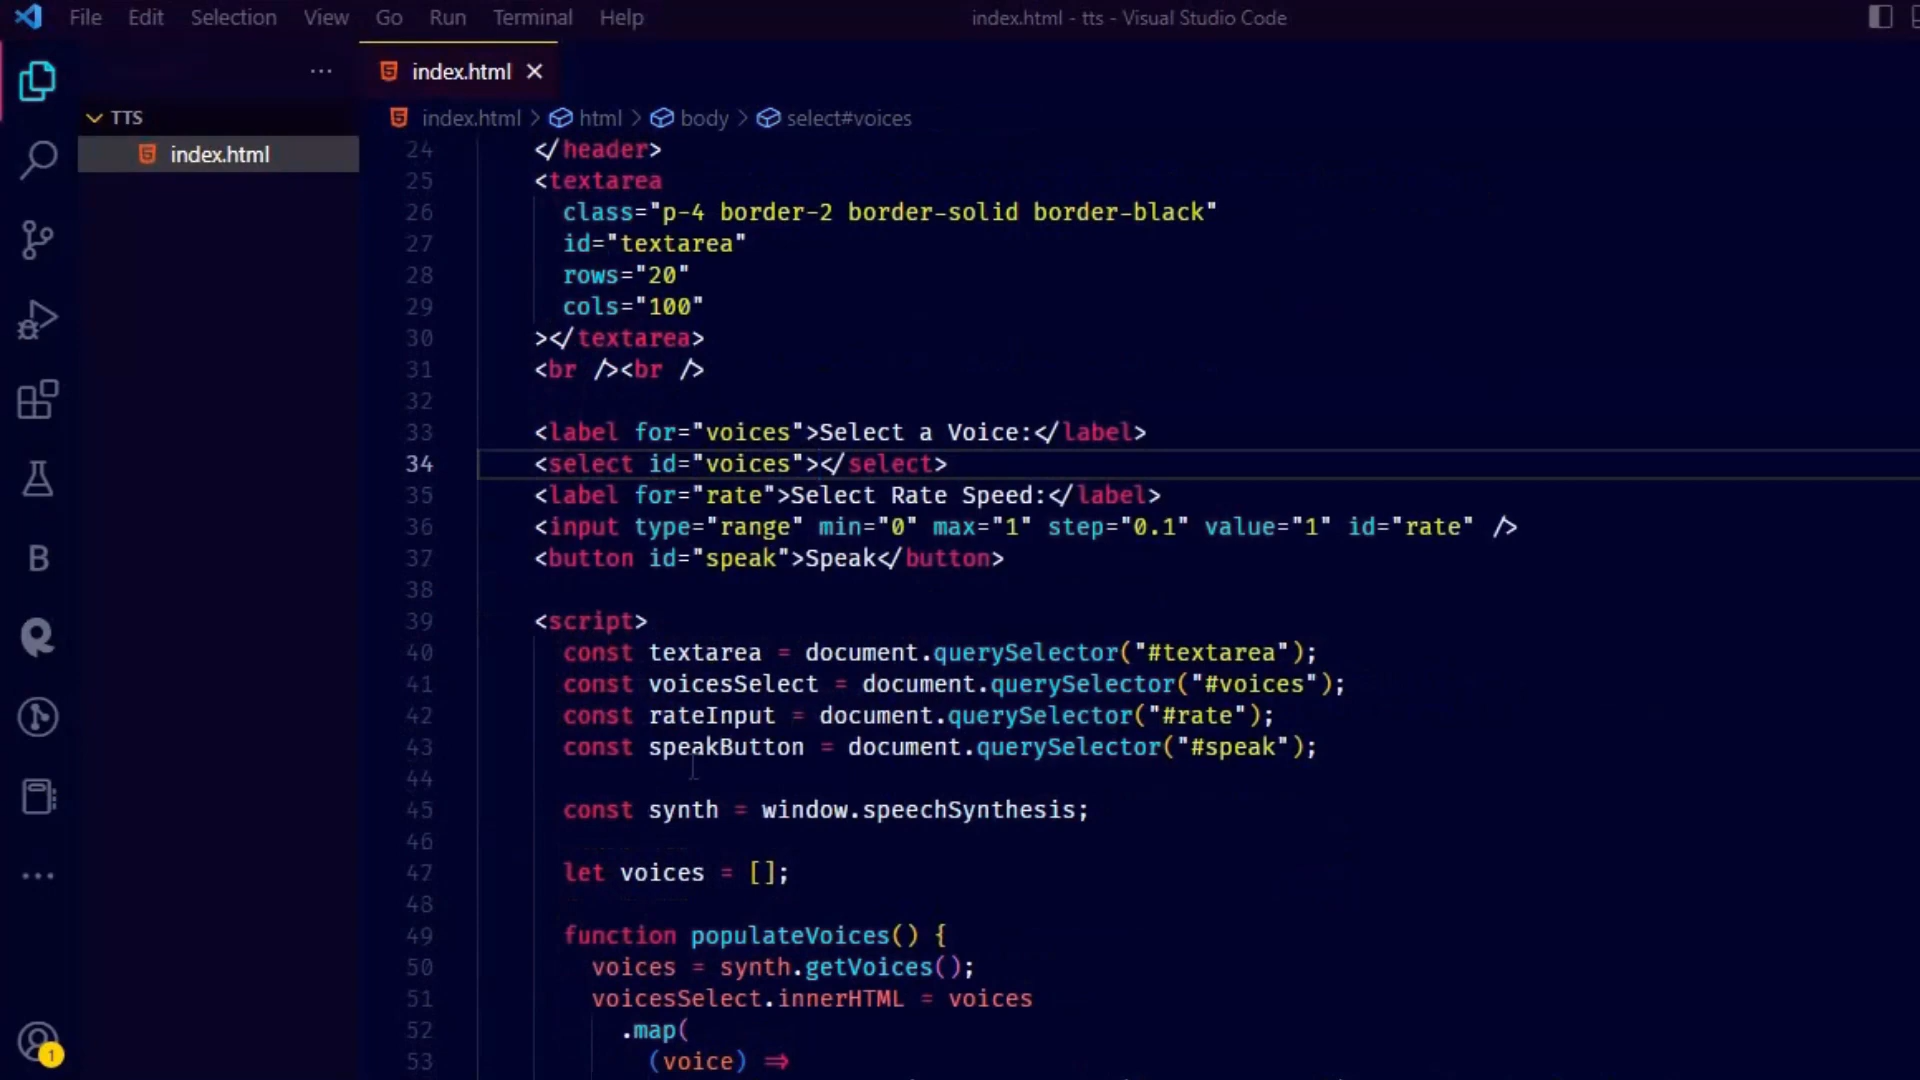 File Edit Selection View Go Run Terminal Help index.html - tts - Visual Studio Code
index.html
TTS
index.html
index.html > html > body > select#voices
24 </header>
25 <textarea
26 class="p-4 border-2 border-solid border-black"
27 id="textarea"
28 rows="20"
29 cols="100"
30 ></textarea>
31 <br /><br />
32
33 <label for="voices">Select a Voice:</label>
34 <select id="voices"></select>
35 <label for="rate">Select Rate Speed:</label>
36 <input type="range" min="0" max="1" step="0.1" value="1" id="rate" />
37 <button id="speak">Speak</button>
38
39 <script>
40 const textarea = document.querySelector("#textarea");
41 const voicesSelect = document.querySelector("#voices");
42 const rateInput = document.querySelector("#rate");
43 const speakButton = document.querySelector("#speak");
44
45 const synth = window.speechSynthesis;
46
47 let voices = [];
48
49 function populateVoices() {
50 voices = synth.getVoices();
51 voicesSelect.innerHTML = voices
52 .map(
53 (voice) =>
B
1